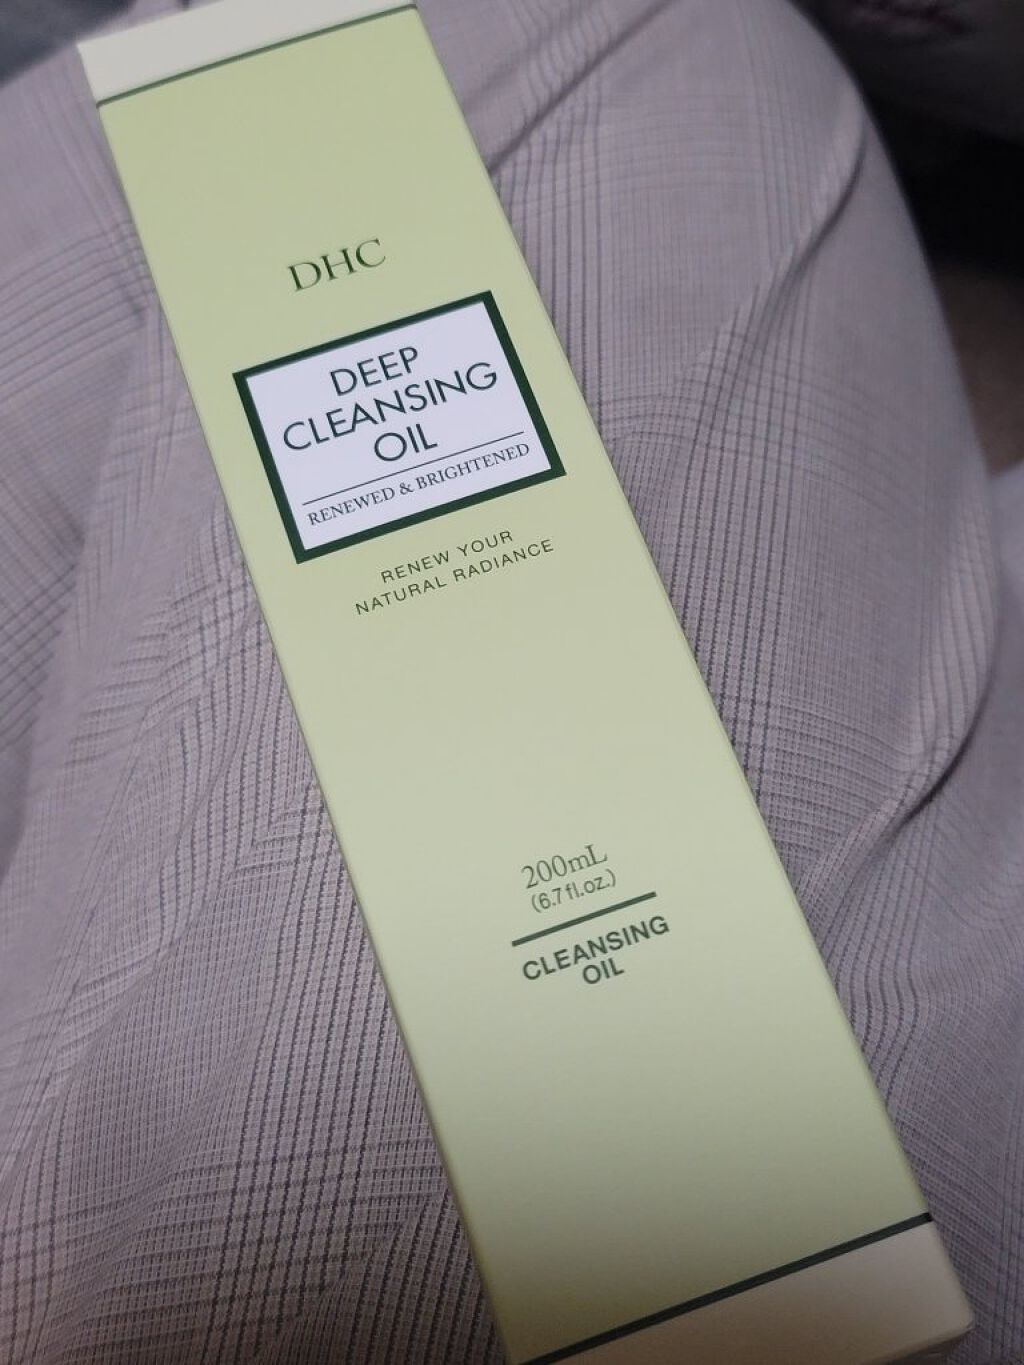 DHC
DEEP
CLEANSING
OIL
RENEWED & BRIGHTENED
RENEW YOUR
NATURAL RADIANCE
200mL
(6.7 fl.oz.)
CLEANSING
OIL